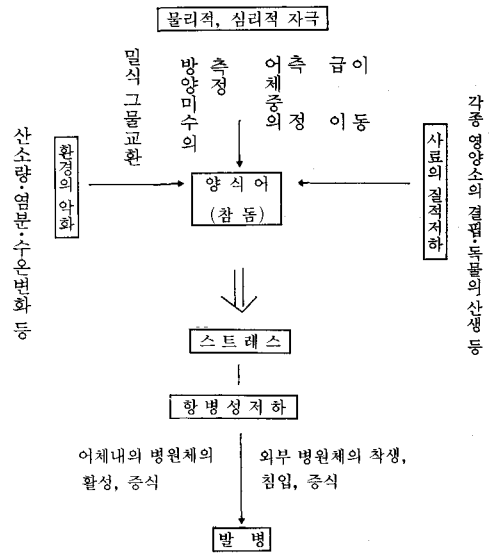 물리적, 심리적 자극
밀식 그물교환
방양미수의 측정
어체중의 측정
급이 이동
산소량·염분·수온변화 등
환경의 악화
양식어
(참돔)
사료의 질적저하
각종 영양소의 결핍·독물의 산생 등
스트레스
항병성저하
어체내의 병원체의
활성, 증식
외부 병원체의 착생,
침입, 증식
발 병